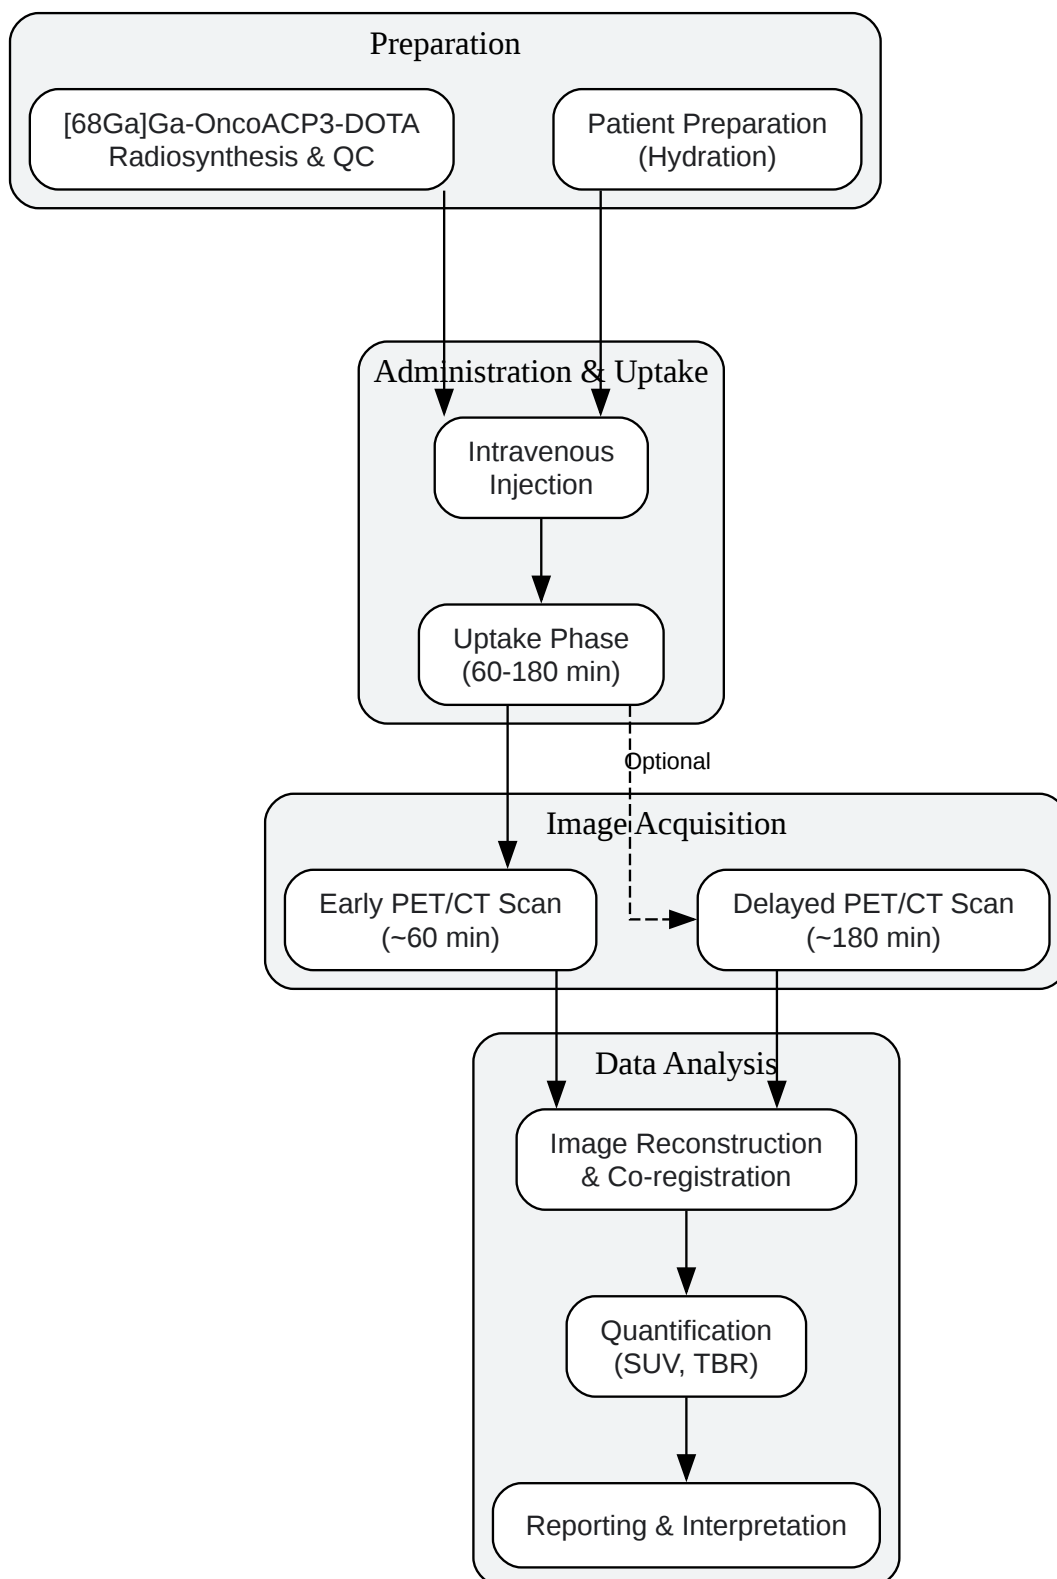 Preparation
[68Ga]Ga-OncoACP3-DOTA
Radiosynthesis & QC
Patient Preparation
(Hydration)
Administration & Uptake
Intravenous
Injection
Uptake Phase
(60-180 min)
Optional
Image Acquisition
Early PET/CT Scan
(~60 min)
Delayed PET/CT Scan
(~180 min)
Data Analysis
Image Reconstruction
& Co-registration
Quantification
(SUV, TBR)
Reporting & Interpretation